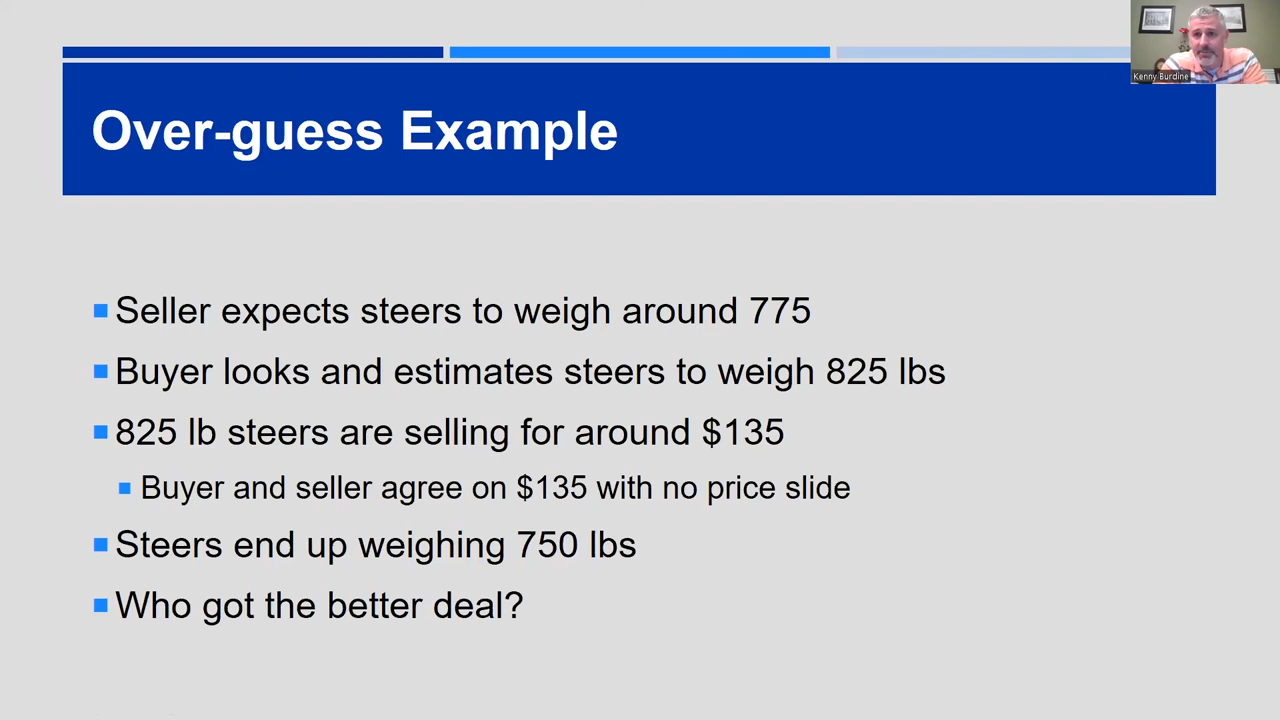 Kenny Burdine
Over-guess Example
Seller expects steers to weigh around 775
Buyer looks and estimates steers to weigh 825 lbs
825 lb steers are selling for around $135
Buyer and seller agree on $135 with no price slide
Steers end up weighing 750 lbs
Who got the better deal?